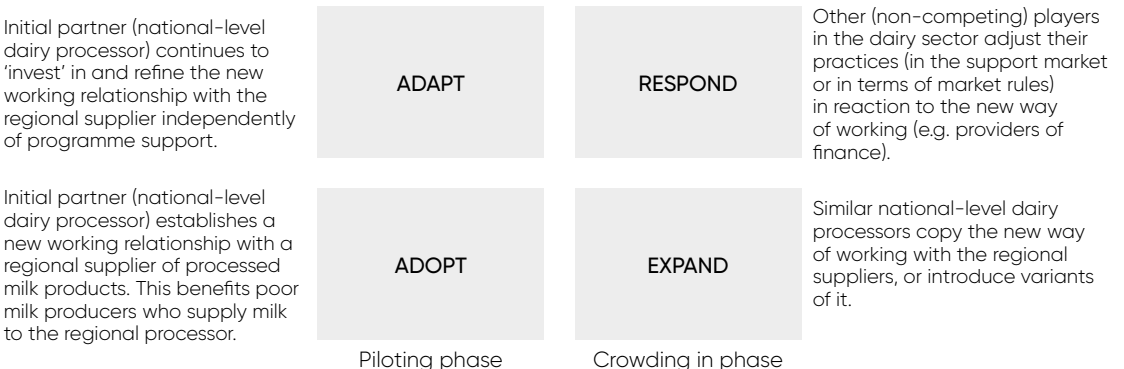 Initial partner (national-level
dairy processor) continues to
‘invest’ in and refine the new
working relationship with the
regional supplier independently
of programme support.
ADAPT
RESPOND
Other (non-competing) players
in the dairy sector adjust their
practices (in the support market
or in terms of market rules)
in reaction to the new way
of working (e.g. providers of
finance).
Initial partner (national-level
dairy processor) establishes a
new working relationship with a
regional supplier of processed
milk products. This benefits poor
milk producers who supply milk
to the regional processor.
ADOPT
EXPAND
Similar national-level dairy
processors copy the new way
of working with the regional
suppliers, or introduce variants
of it.
Piloting phase
Crowding in phase